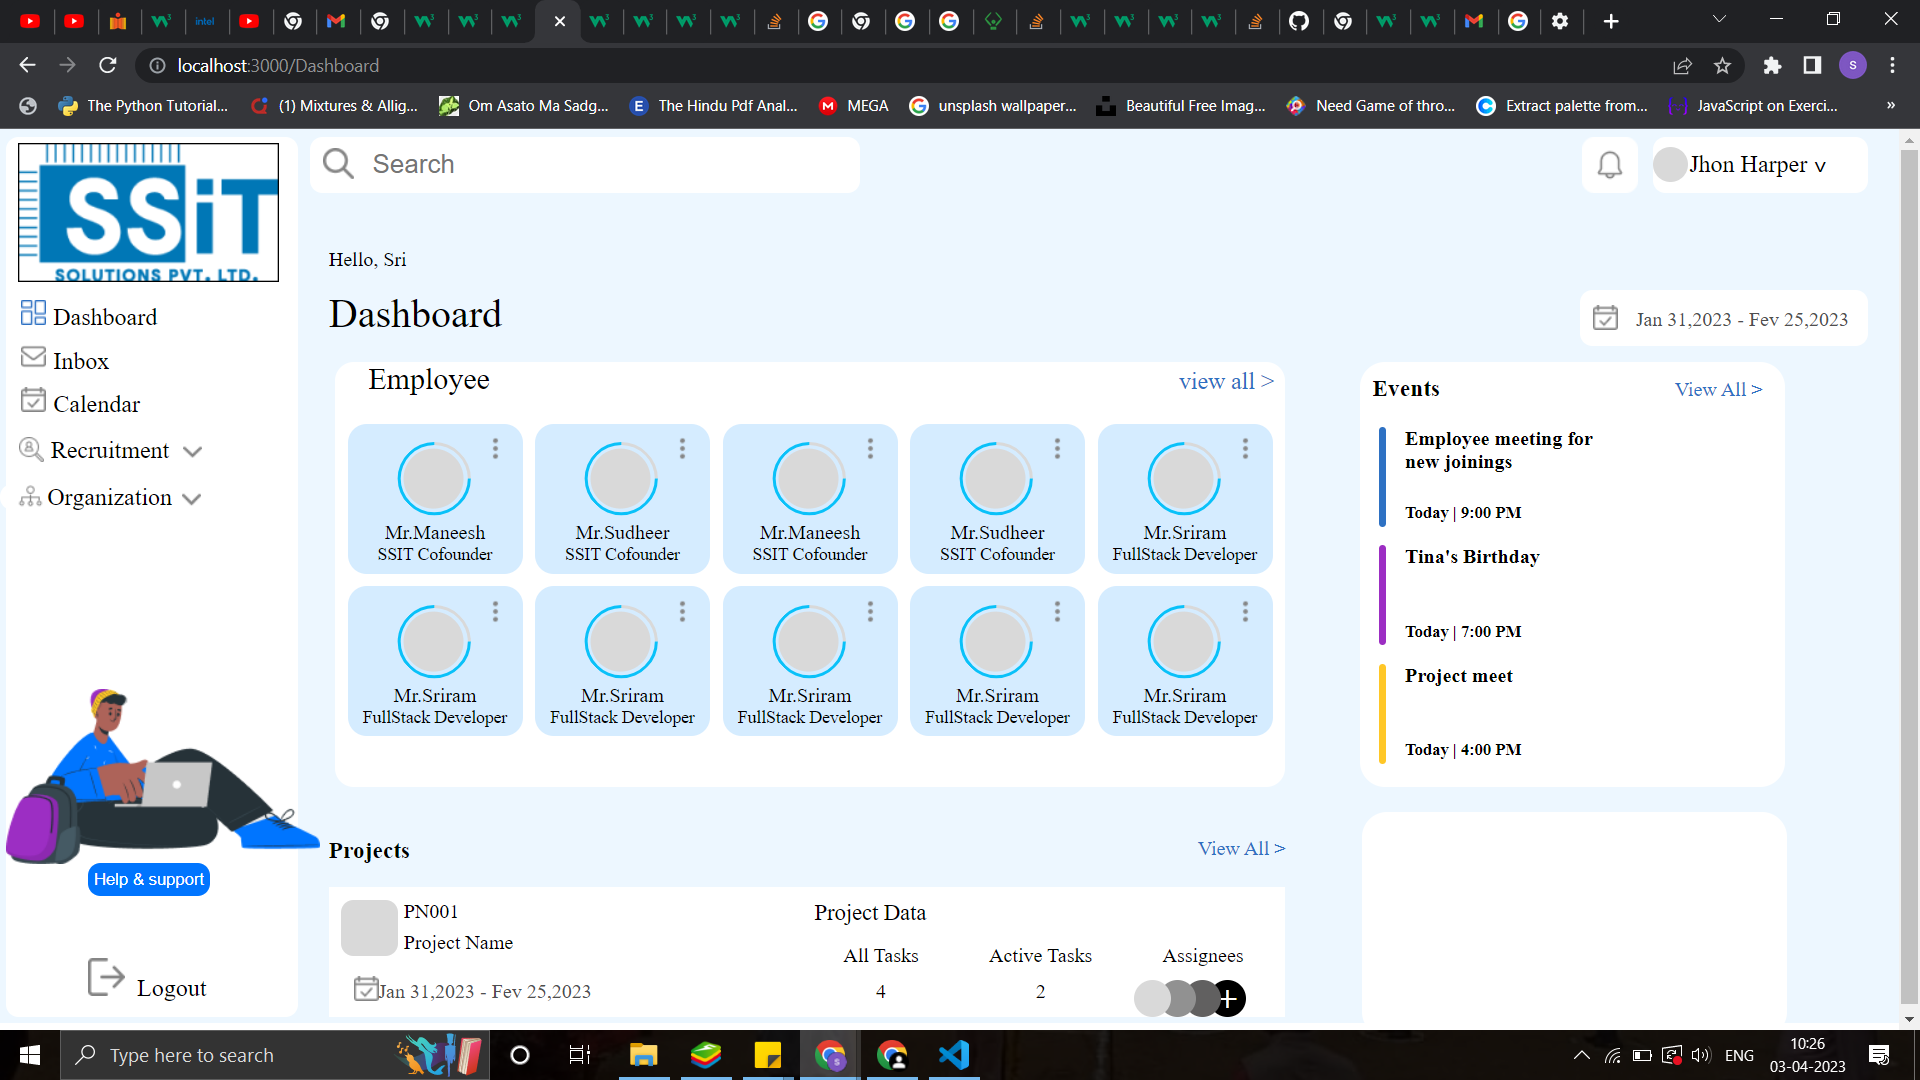 intel
localhost:3000/Dashboard
S
The Python Tutorial...
(1) Mixtures & Allig...
Om Asato Ma Sadg...
The Hindu Pdf Anal...
MEGA
unsplash wallpaper...
Beautiful Free Imag...
Need Game of thro...
Extract palette from...
JavaScript on Exerci...
»
SSiT
SOLUTIONS PVT. LTD.
Search
Jhon Harper v
Hello, Sri
Dashboard
Jan 31,2023 - Fev 25,2023
Dashboard
Inbox
Calendar
Recruitment
Organization
Help & support
Logout
Employee
view all >
Mr.Maneesh
SSIT Cofounder
Mr.Sudheer
SSIT Cofounder
Mr.Maneesh
SSIT Cofounder
Mr.Sudheer
SSIT Cofounder
Mr.Sriram
FullStack Developer
Mr.Sriram
FullStack Developer
Mr.Sriram
FullStack Developer
Mr.Sriram
FullStack Developer
Mr.Sriram
FullStack Developer
Mr.Sriram
FullStack Developer
Events
View All >
Employee meeting for
new joinings
Today | 9:00 PM
Tina's Birthday
Today | 7:00 PM
Project meet
Today | 4:00 PM
Projects
View All >
PN001
Project Name
Jan 31,2023 - Fev 25,2023
Project Data
All Tasks
Active Tasks
Assignees
4
2
+
Type here to search
ENG
10:26
03-04-2023